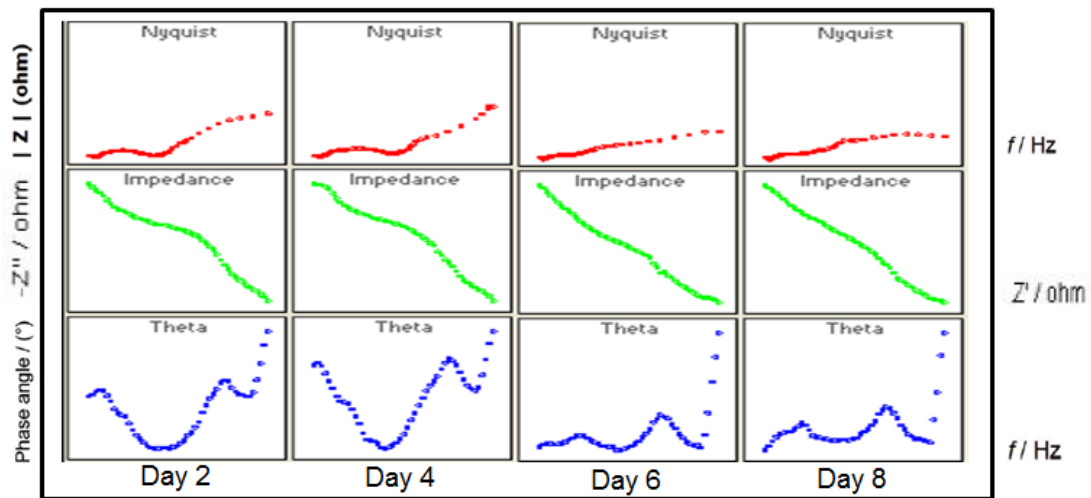 | Z | (ohm)
Nyquist Nyquist Nyquist Nyquist
f / Hz
-Z'' / ohm
Impedance Impedance Impedance Impedance
Z' / ohm
Phase angle / (°)
Theta Theta Theta Theta
f / Hz
Day 2 Day 4 Day 6 Day 8